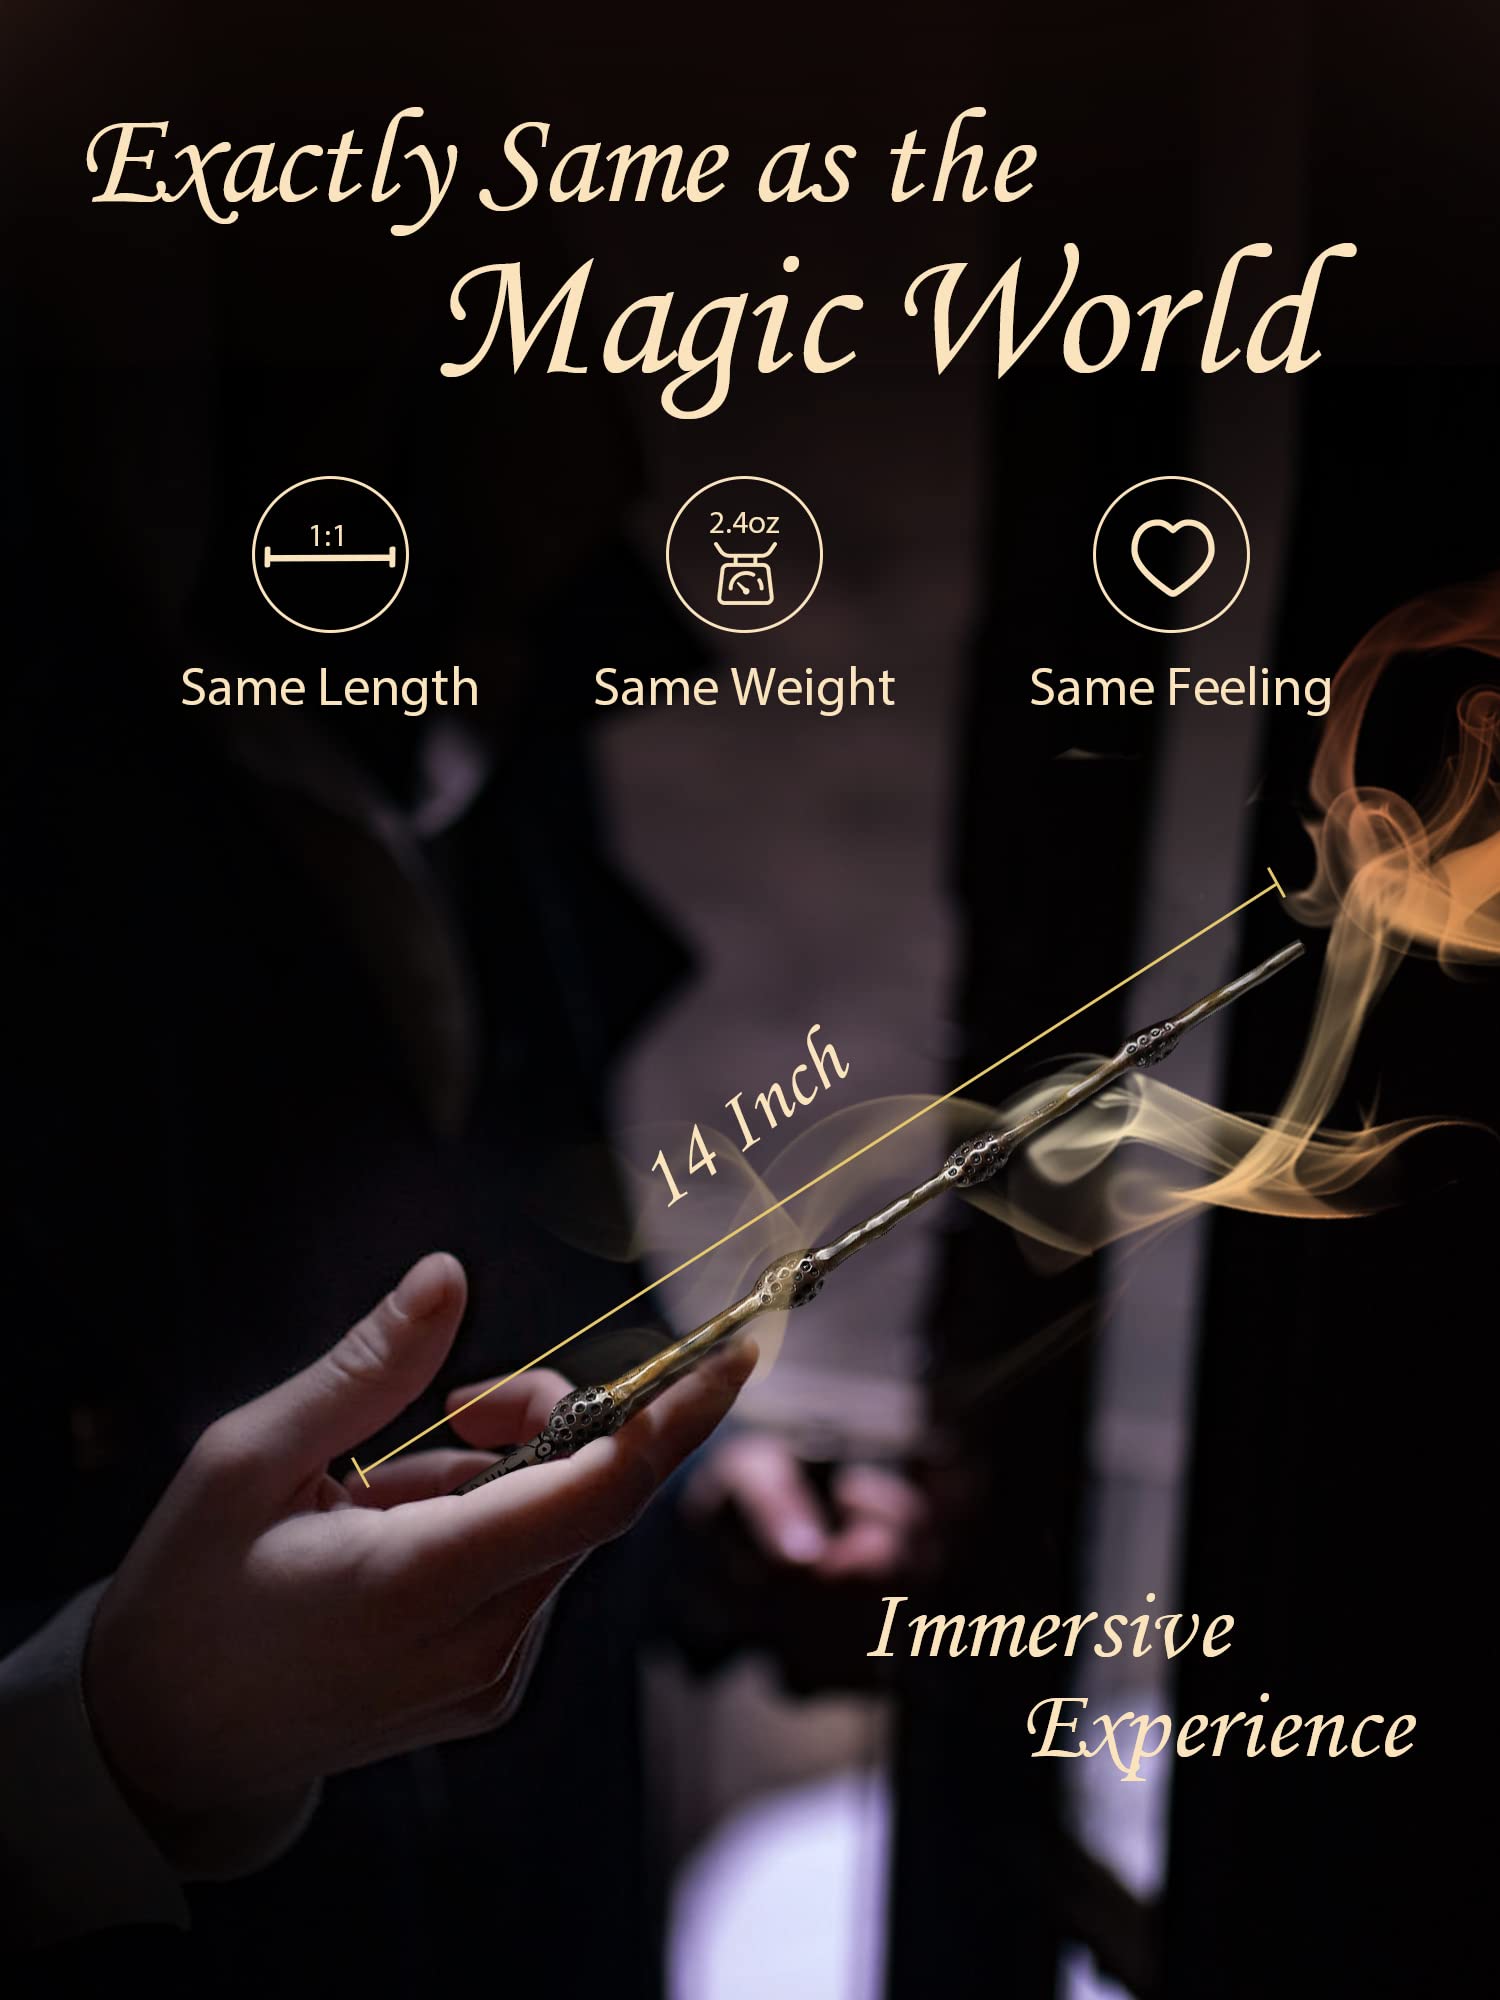 Exactly Same as the
Magic World
1:1
2.4oz
Same Length
Same Weight
Same Feeling
14 Inch
Immersive
Experience